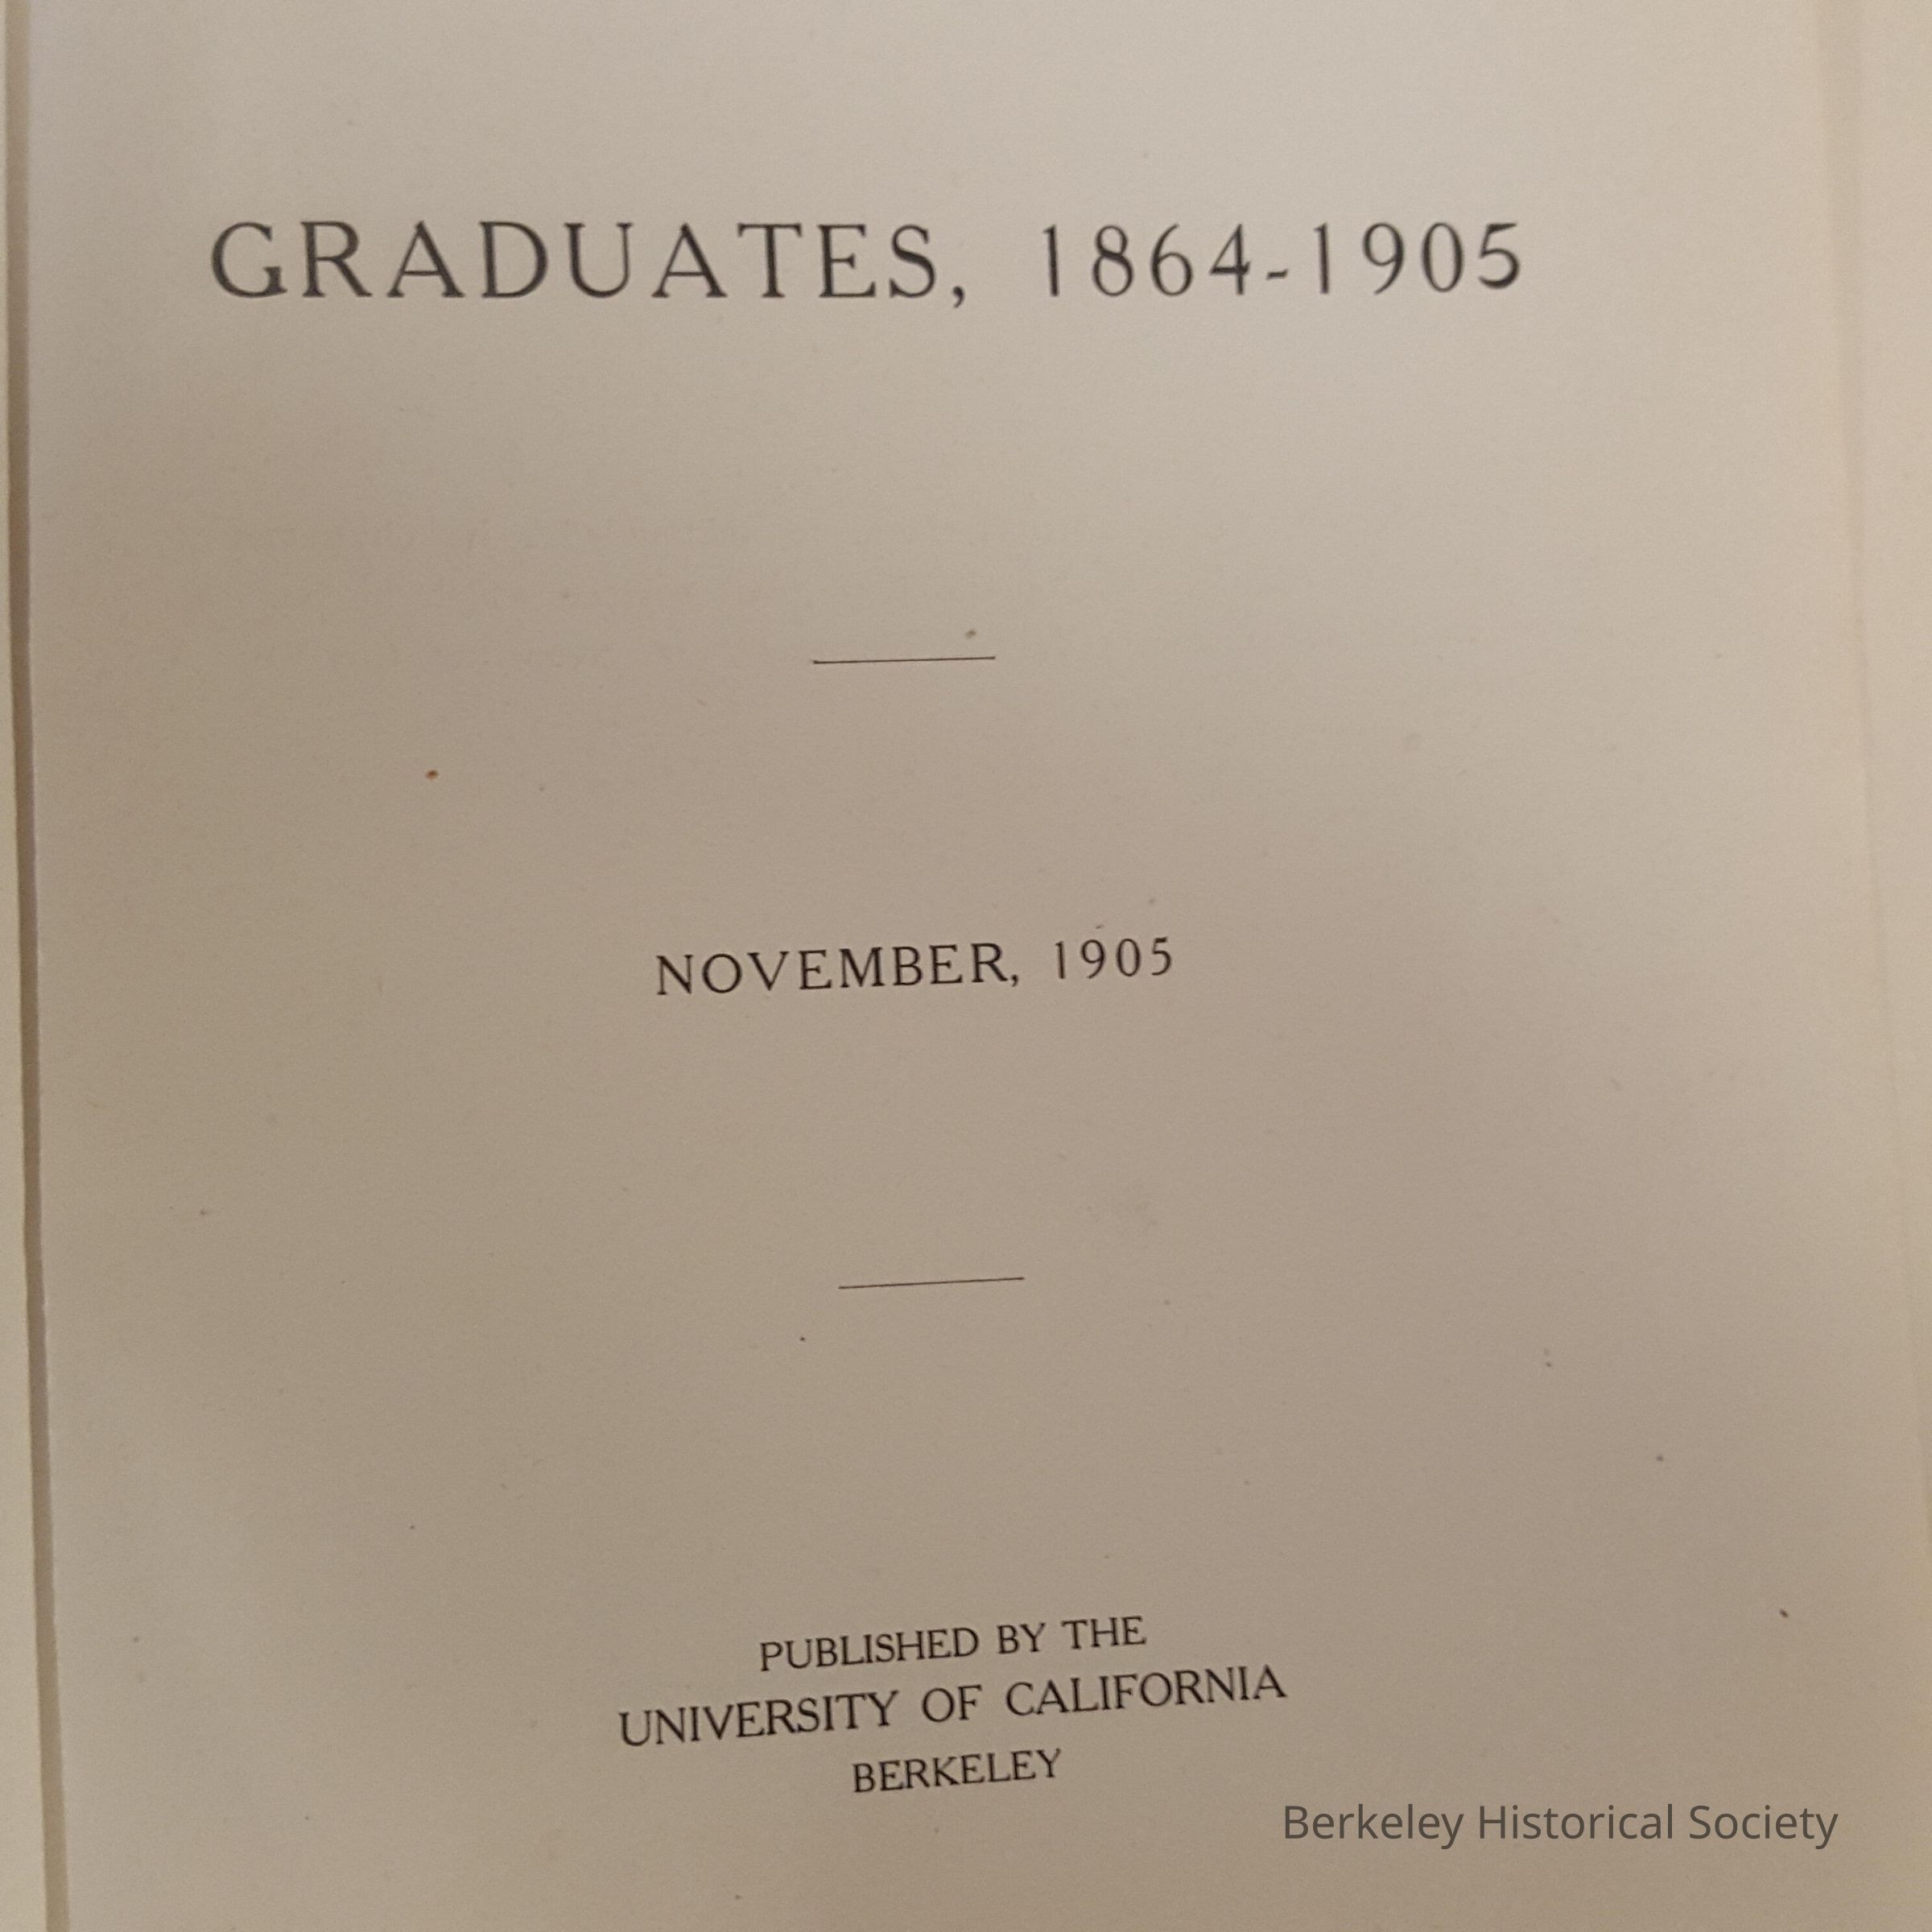 GRADUATES, 1864-1905
NOVEMBER, 1905
PUBLISHED BY THE
UNIVERSITY OF CALIFORNIA
BERKELEY
Berkeley Historical Society